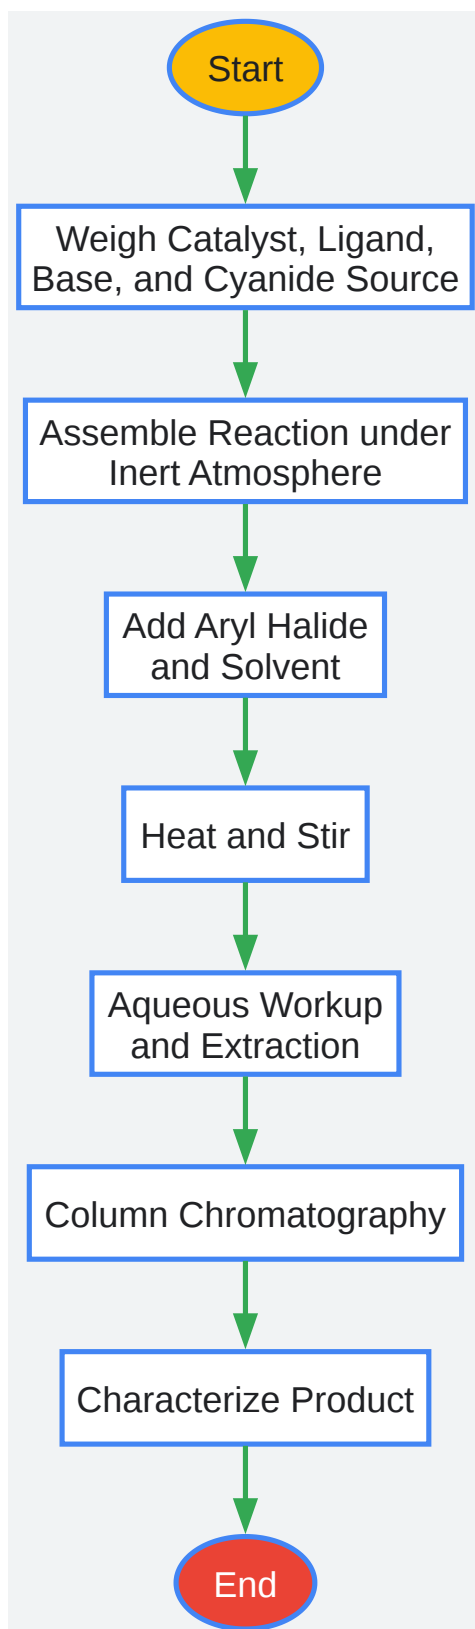 Start
Weigh Catalyst, Ligand,
Base, and Cyanide Source
Assemble Reaction under
Inert Atmosphere
Add Aryl Halide
and Solvent
Heat and Stir
Aqueous Workup
and Extraction
Column Chromatography
Characterize Product
End